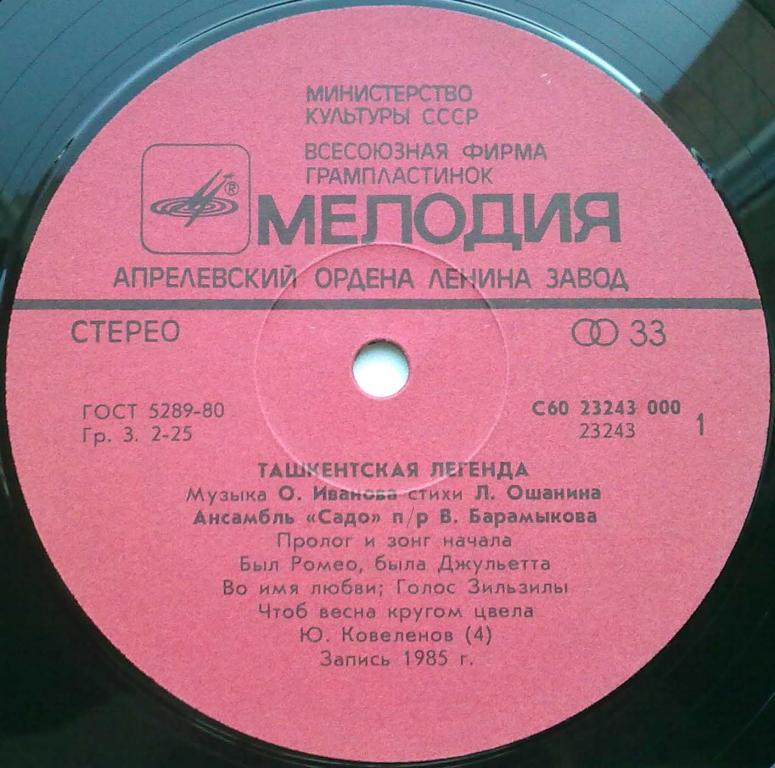 МИНИСТЕРСТВО
КУЛЬТУРЫ СССР
ВСЕСОЮЗНАЯ ФИРМА
ГРАМПЛАСТИНОК
®
МЕЛОДИЯ
АПРЕЛЕВСКИЙ ОРДЕНА ЛЕНИНА ЗАВОД
СТЕРЕО 33
ГОСТ 5289-80 С60 23243 000
Гр. 3. 2-25 23243 1
ТАШКЕНТСКАЯ ЛЕГЕНДА
Музыка О. Иванова стихи Л. Ошанина
Ансамбль «Садо» п/р В. Барамыкова
Пролог и зонг начала
Был Ромео, была Джульетта
Во имя любви; Голос Зильзилы
Чтоб весна кругом цвела
Ю. Ковеленов (4)
Запись 1985 г.